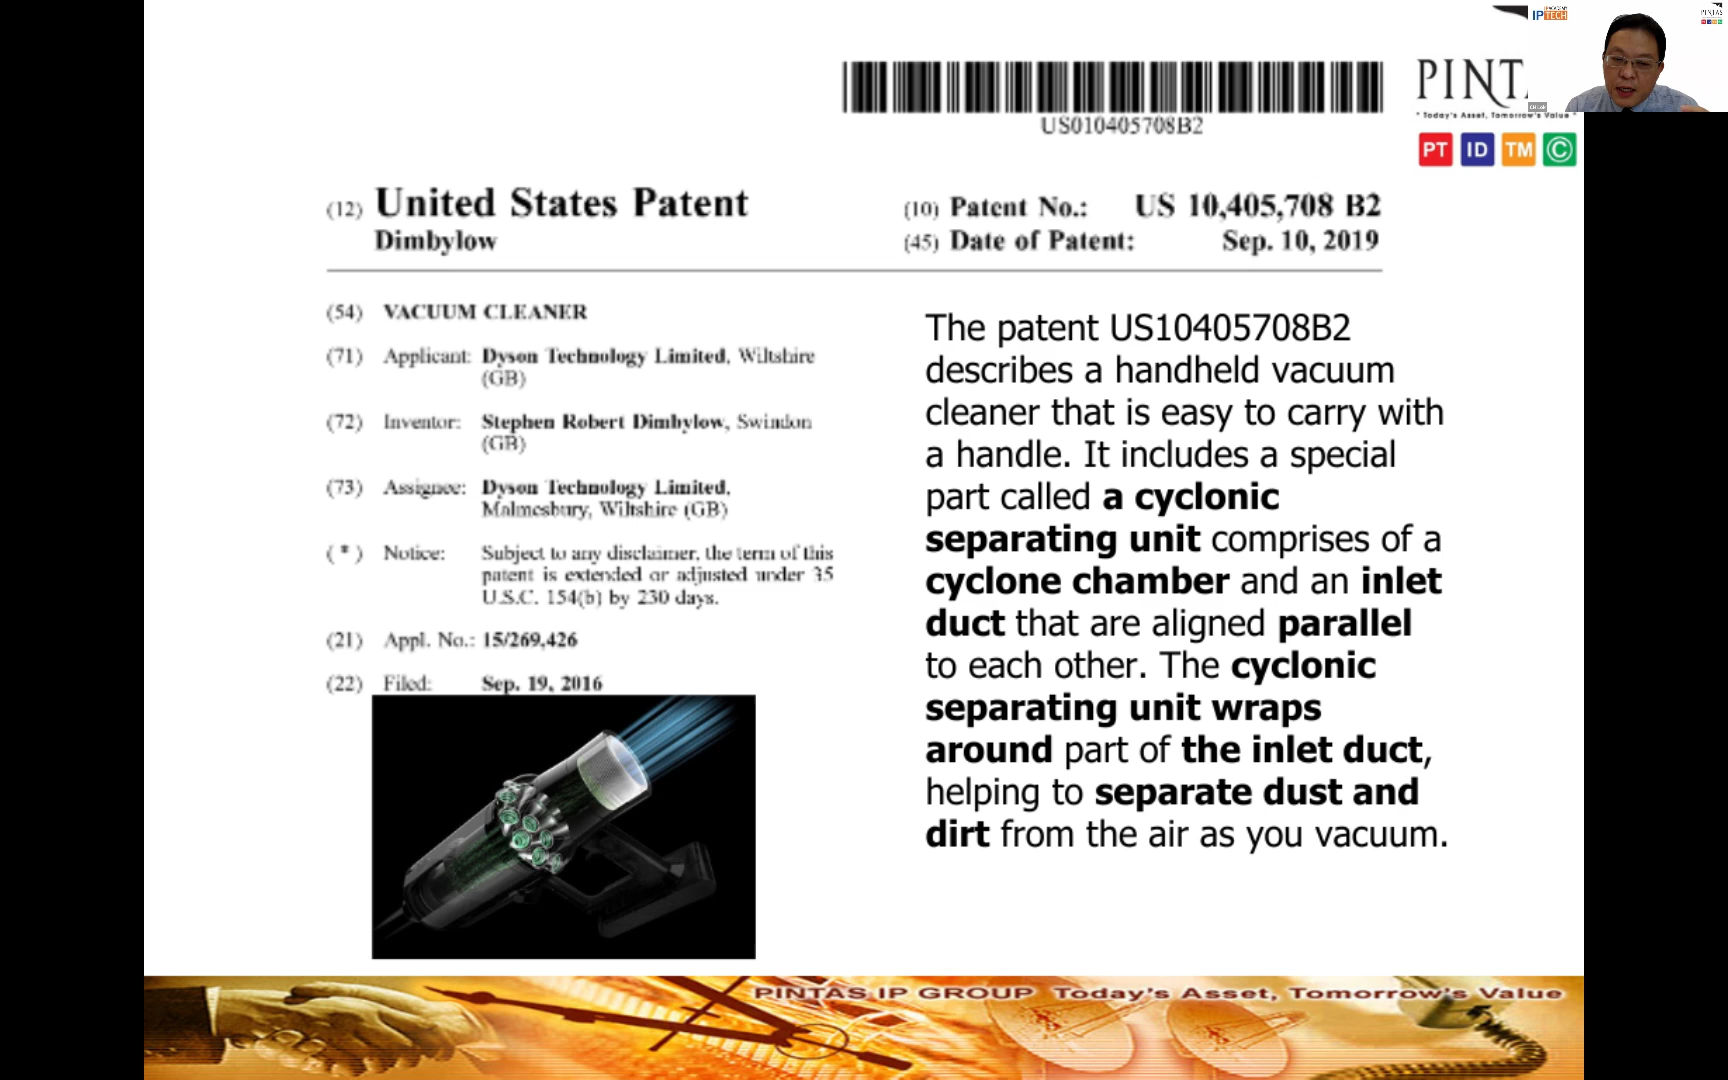 IPTECH
PINTAS
US010405708B2
PINT
"Today's Asset, Tomorrow's Value"
PT ID TM ©
(12) United States Patent
Dimbylow
(10) Patent No.: US 10,405,708 B2
(45) Date of Patent: Sep. 10, 2019
(54) VACUUM CLEANER
(71) Applicant: Dyson Technology Limited, Wiltshire
(GB)
(72) Inventor: Stephen Robert Dimbylow, Swindon
(GB)
(73) Assignee: Dyson Technology Limited,
Malmesbury, Wiltshire (GB)
( * ) Notice: Subject to any disclaimer, the term of this
patent is extended or adjusted under 35
U.S.C. 154(b) by 230 days.
(21) Appl. No.: 15/269,426
(22) Filed: Sep. 19, 2016
The patent US10405708B2
describes a handheld vacuum
cleaner that is easy to carry with
a handle. It includes a special
part called a cyclonic
separating unit comprises of a
cyclone chamber and an inlet
duct that are aligned parallel
to each other. The cyclonic
separating unit wraps
around part of the inlet duct,
helping to separate dust and
dirt from the air as you vacuum.
PINTAS IP GROUP Today's Asset, Tomorrow's Value